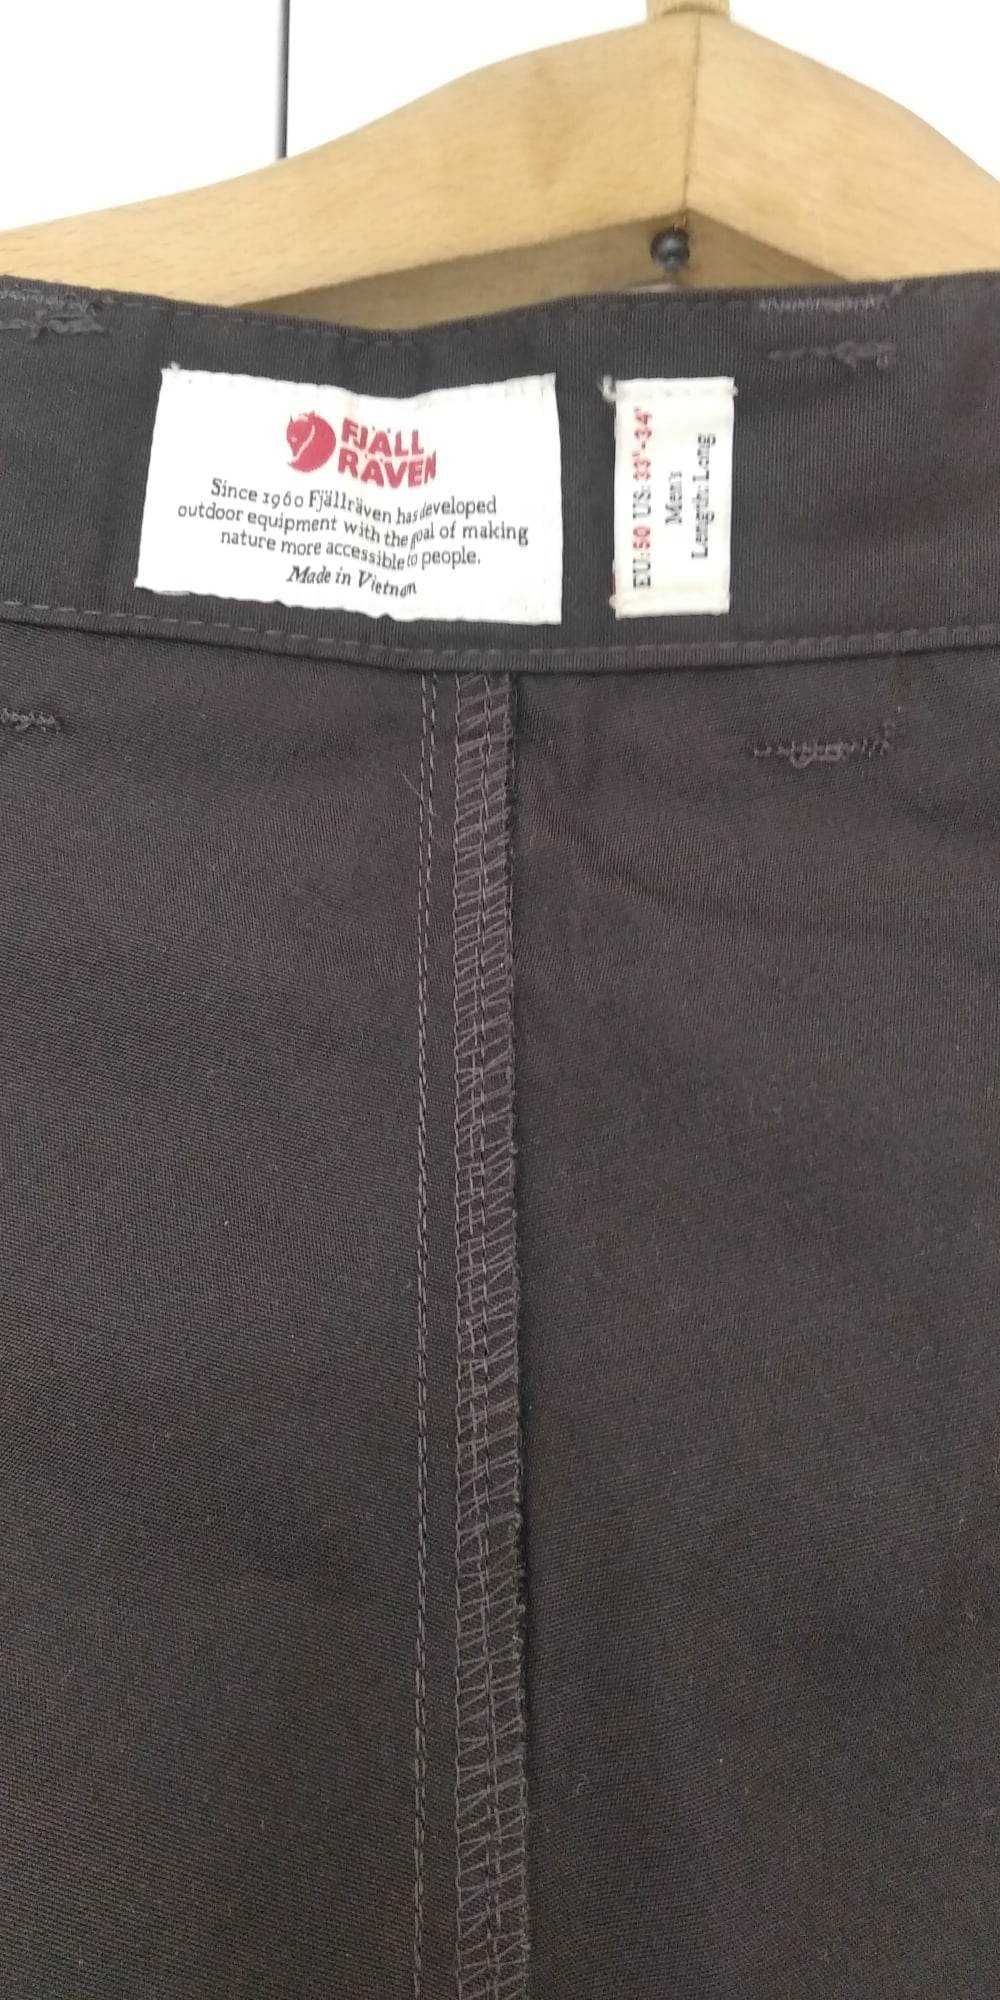 FJÄLL
RÄVEN
Since 1960 Fjällräven has developed
outdoor equipment with the goal of making
nature more accessible to people.
Made in Vietnam
EU:50 US:33"-34"
Men's
Length: Long